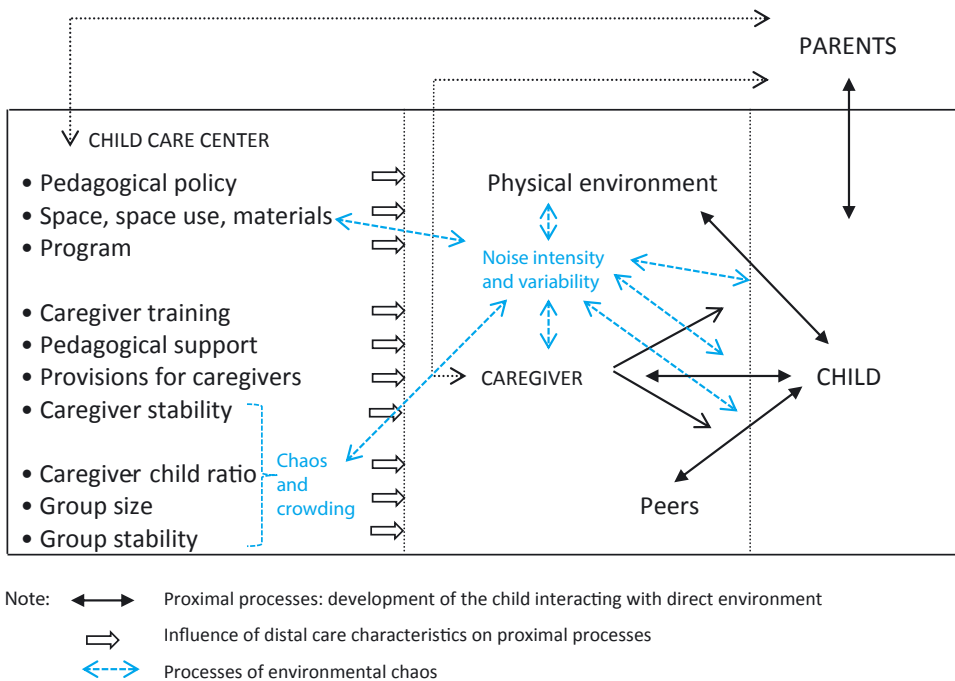 PARENTS
CHILD CARE CENTER
• Pedagogical policy
• Space, space use, materials
• Program
• Caregiver training
• Pedagogical support
• Provisions for caregivers
• Caregiver stability
• Caregiver child ratio
• Group size
• Group stability
Chaos
and
crowding
Physical environment
Noise intensity
and variability
CAREGIVER
CHILD
Peers
Note:
Proximal processes: development of the child interacting with direct environment
Influence of distal care characteristics on proximal processes
Processes of environmental chaos